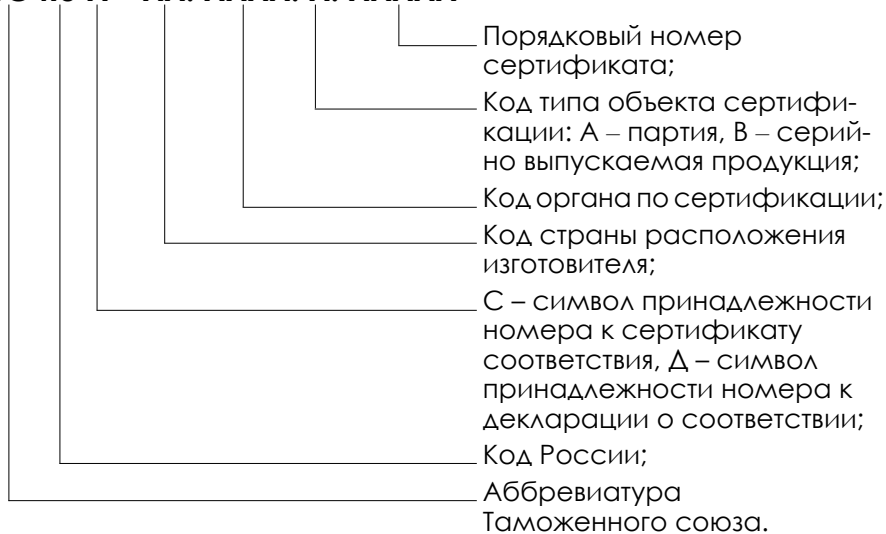 Порядковый номер
сертификата;
Код типа объекта сертифи-
кации: А – партия, В – серий-
но выпускаемая продукция;
Код органа по сертификации;
Код страны расположения
изготовителя;
С – символ принадлежности
номера к сертификату
соответствия, Д – символ
принадлежности номера к
декларации о соответствии;
Код России;
Аббревиатура
Таможенного союза.